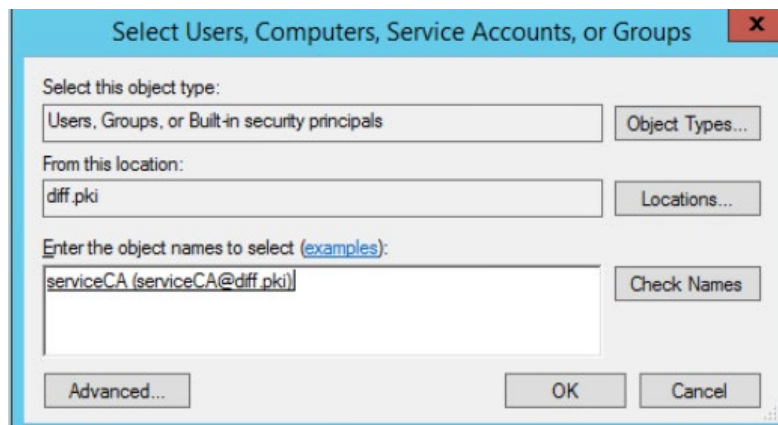 Select Users, Computers, Service Accounts, or Groups
x
Select this object type:
Users, Groups, or Built-in security principals
Object Types...
From this location:
diff.pki
Locations...
Enter the object names to select (examples):
serviceCA (serviceCA@diff.pki)
Check Names
Advanced...
OK
Cancel